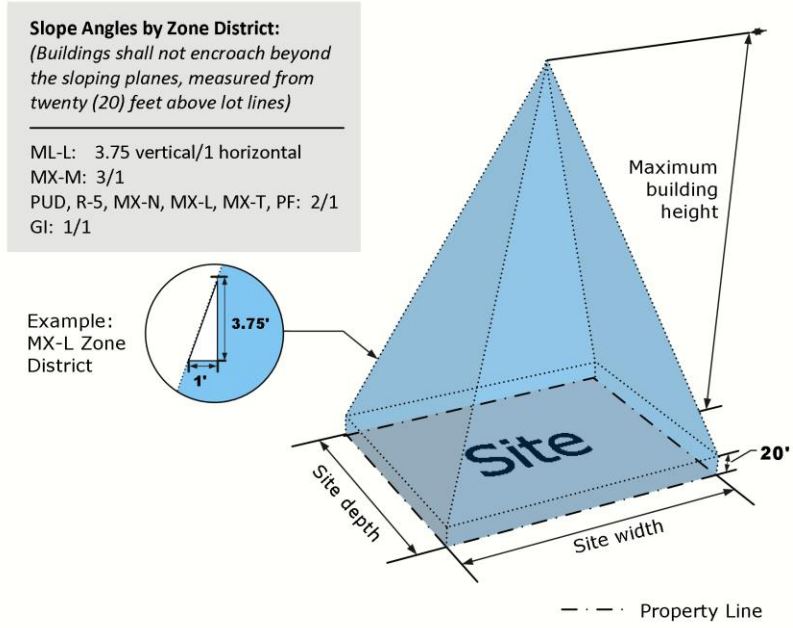 Slope Angles by Zone District:
(Buildings shall not encroach beyond
the sloping planes, measured from
twenty (20) feet above lot lines)
ML-L: 3.75 vertical/1 horizontal
MX-M: 3/1
PUD, R-5, MX-N, MX-L, MX-T, PF: 2/1
GI: 1/1
Maximum
building
height
Example:
MX-L Zone
District
3.75'
1'
Site
20'
Site depth
Site width
Property Line